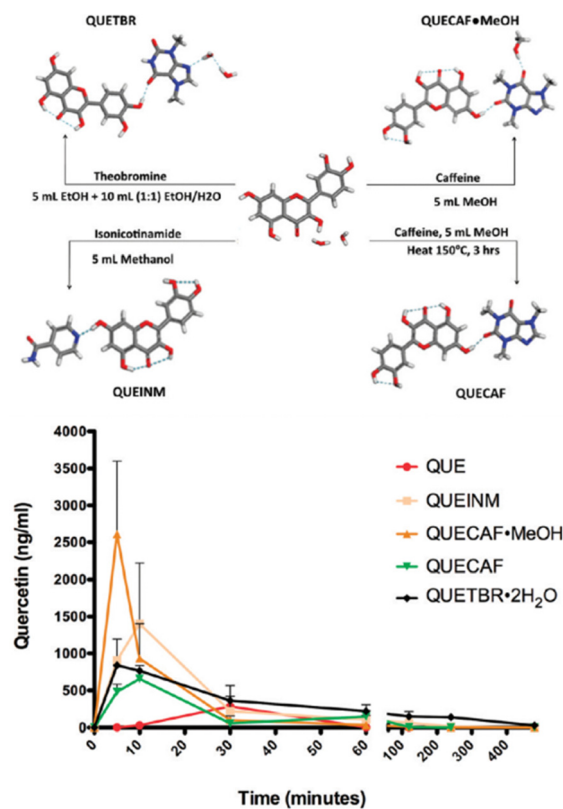 QUETBR
QUECAF•MeOH
Theobromine
5 mL EtOH + 10 mL (1:1) EtOH/H2O
Caffeine
5 mL MeOH
Isonicotinamide
5 mL Methanol
Caffeine, 5 mL MeOH
Heat 150°C, 3 hrs
QUEINM
QUECAF
4000
3500
3000
2500
2000
1500
1000
500
0
Quercetin (ng/ml)
QUE
QUEINM
QUECAF•MeOH
QUECAF
QUETBR•2H₂O
0 10 20 30 40 50 60 100 200 300 400
Time (minutes)